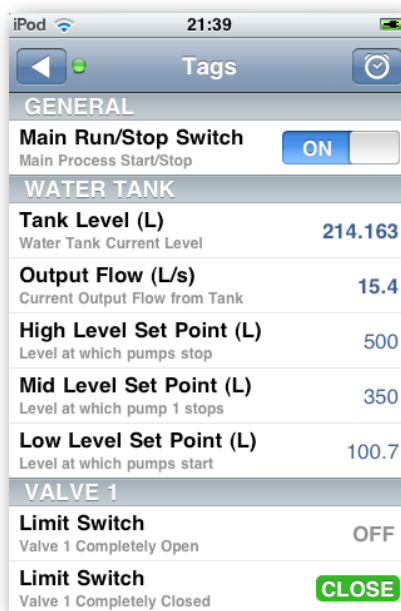 iPod 21:39
Tags
GENERAL
Main Run/Stop Switch
Main Process Start/Stop
ON
WATER TANK
Tank Level (L)
Water Tank Current Level
214.163
Output Flow (L/s)
Current Output Flow from Tank
15.4
High Level Set Point (L)
Level at which pumps stop
500
Mid Level Set Point (L)
Level at which pump 1 stops
350
Low Level Set Point (L)
Level at which pumps start
100.7
VALVE 1
Limit Switch
Valve 1 Completely Open
OFF
Limit Switch
Valve 1 Completely Closed
CLOSE